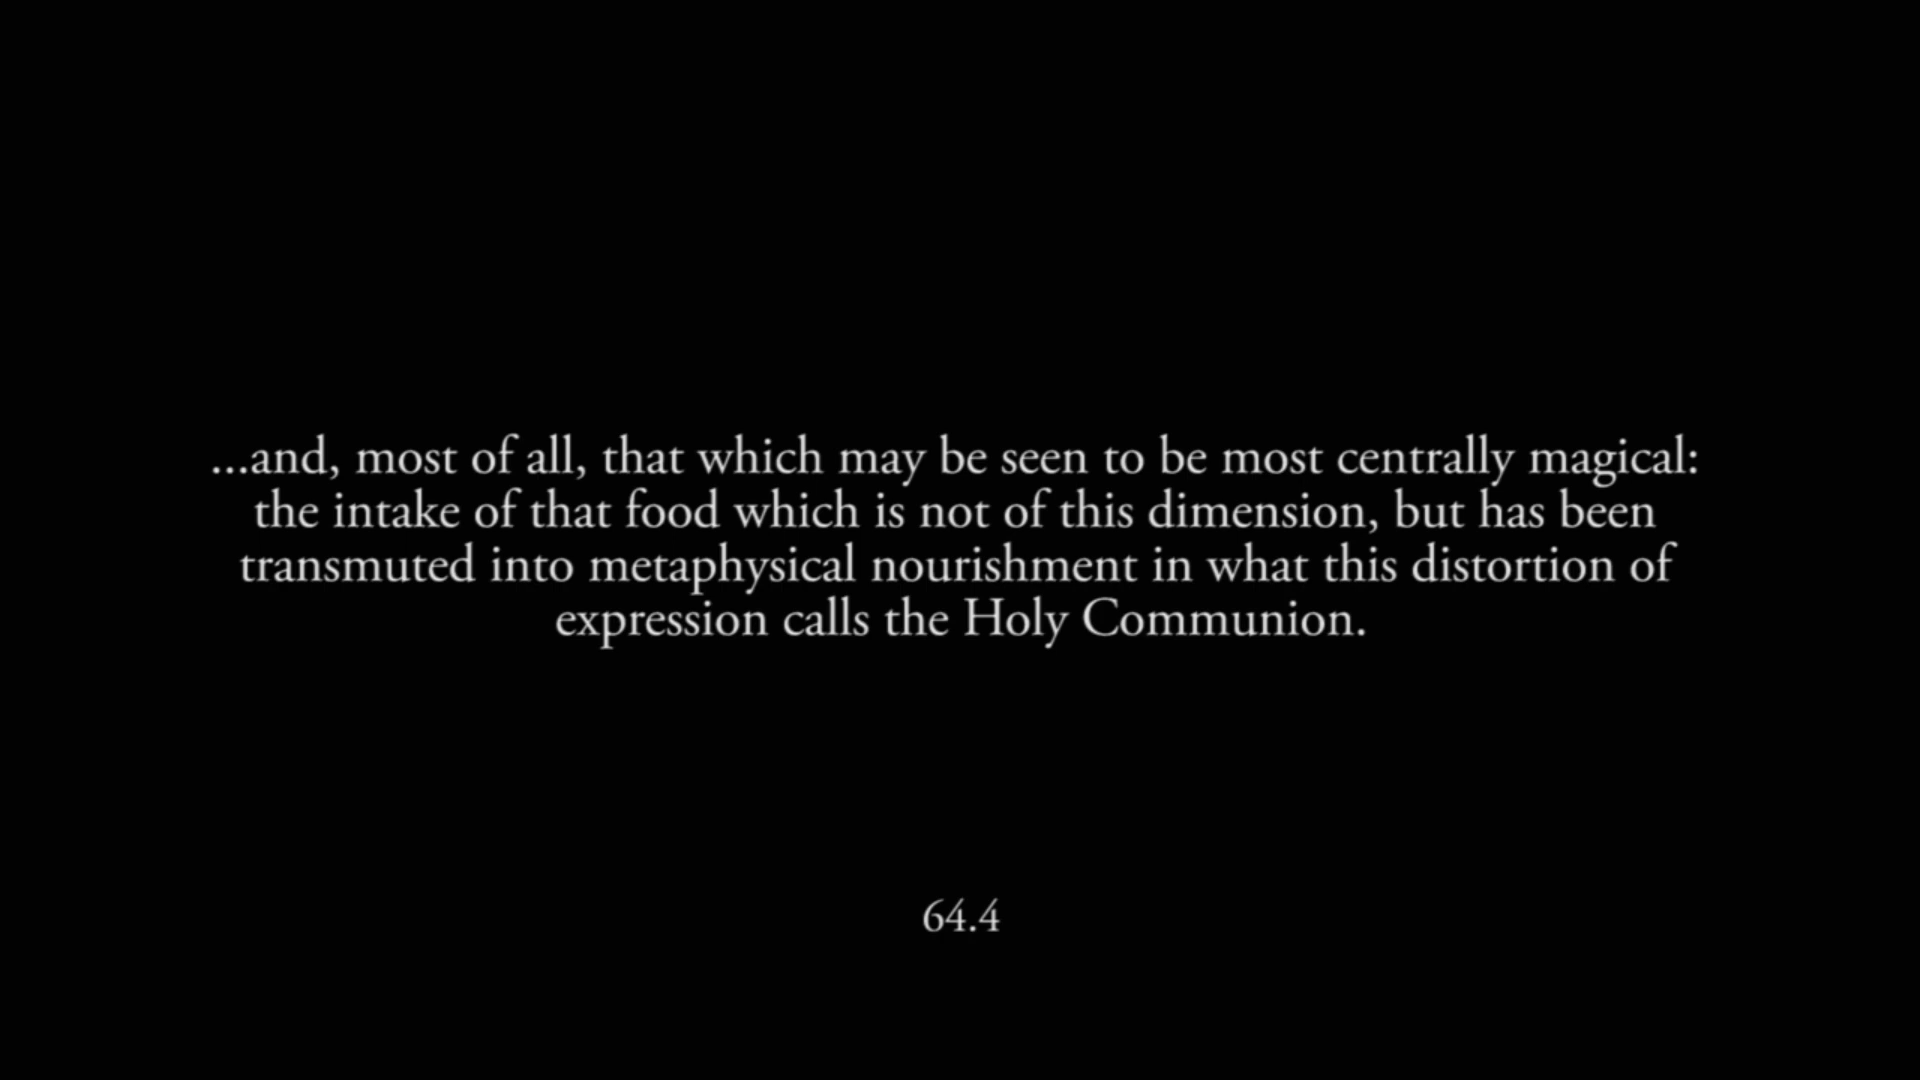 ...and, most of all, that which may be seen to be most centrally magical:
the intake of that food which is not of this dimension, but has been
transmuted into metaphysical nourishment in what this distortion of
expression calls the Holy Communion.
64.4